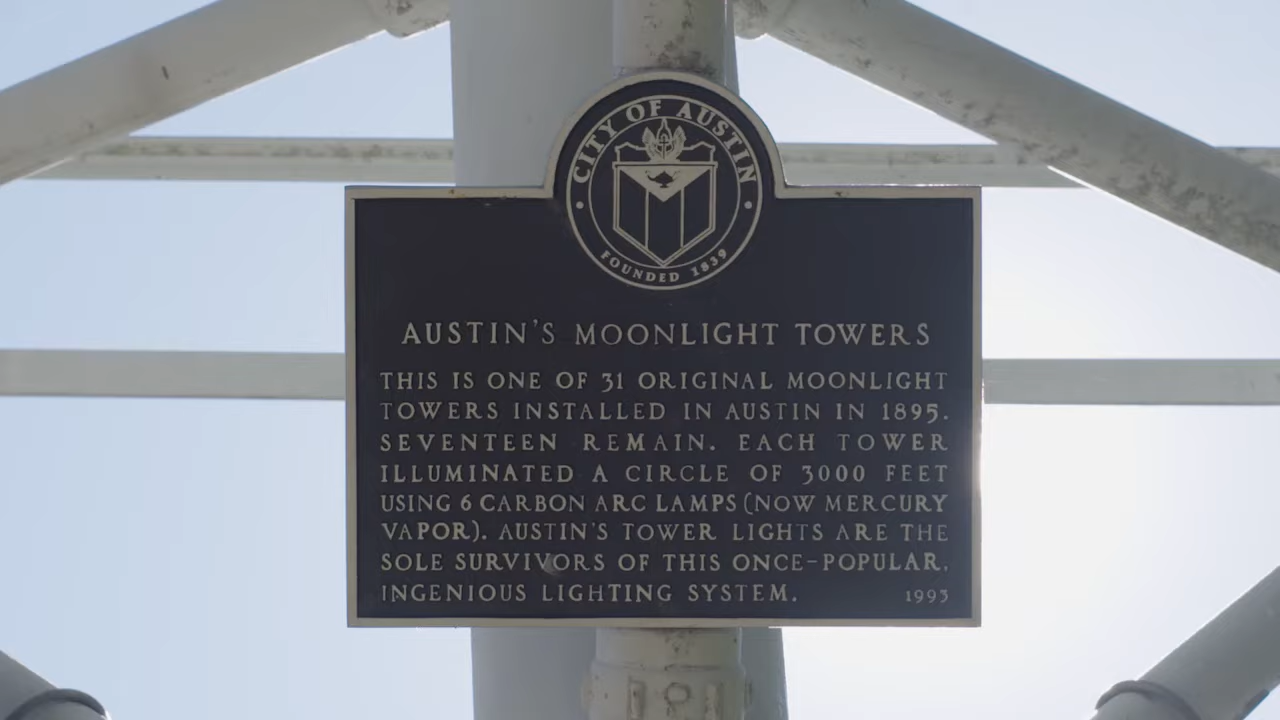 CITY OF AUSTIN
FOUNDED 1839
AUSTIN'S MOONLIGHT TOWERS
THIS IS ONE OF 31 ORIGINAL MOONLIGHT
TOWERS INSTALLED IN AUSTIN IN 1895.
SEVENTEEN REMAIN. EACH TOWER
ILLUMINATED A CIRCLE OF 3000 FEET
USING 6 CARBON ARC LAMPS (NOW MERCURY
VAPOR). AUSTIN'S TOWER LIGHTS ARE THE
SOLE SURVIVORS OF THIS ONCE-POPULAR,
INGENIOUS LIGHTING SYSTEM. 1993